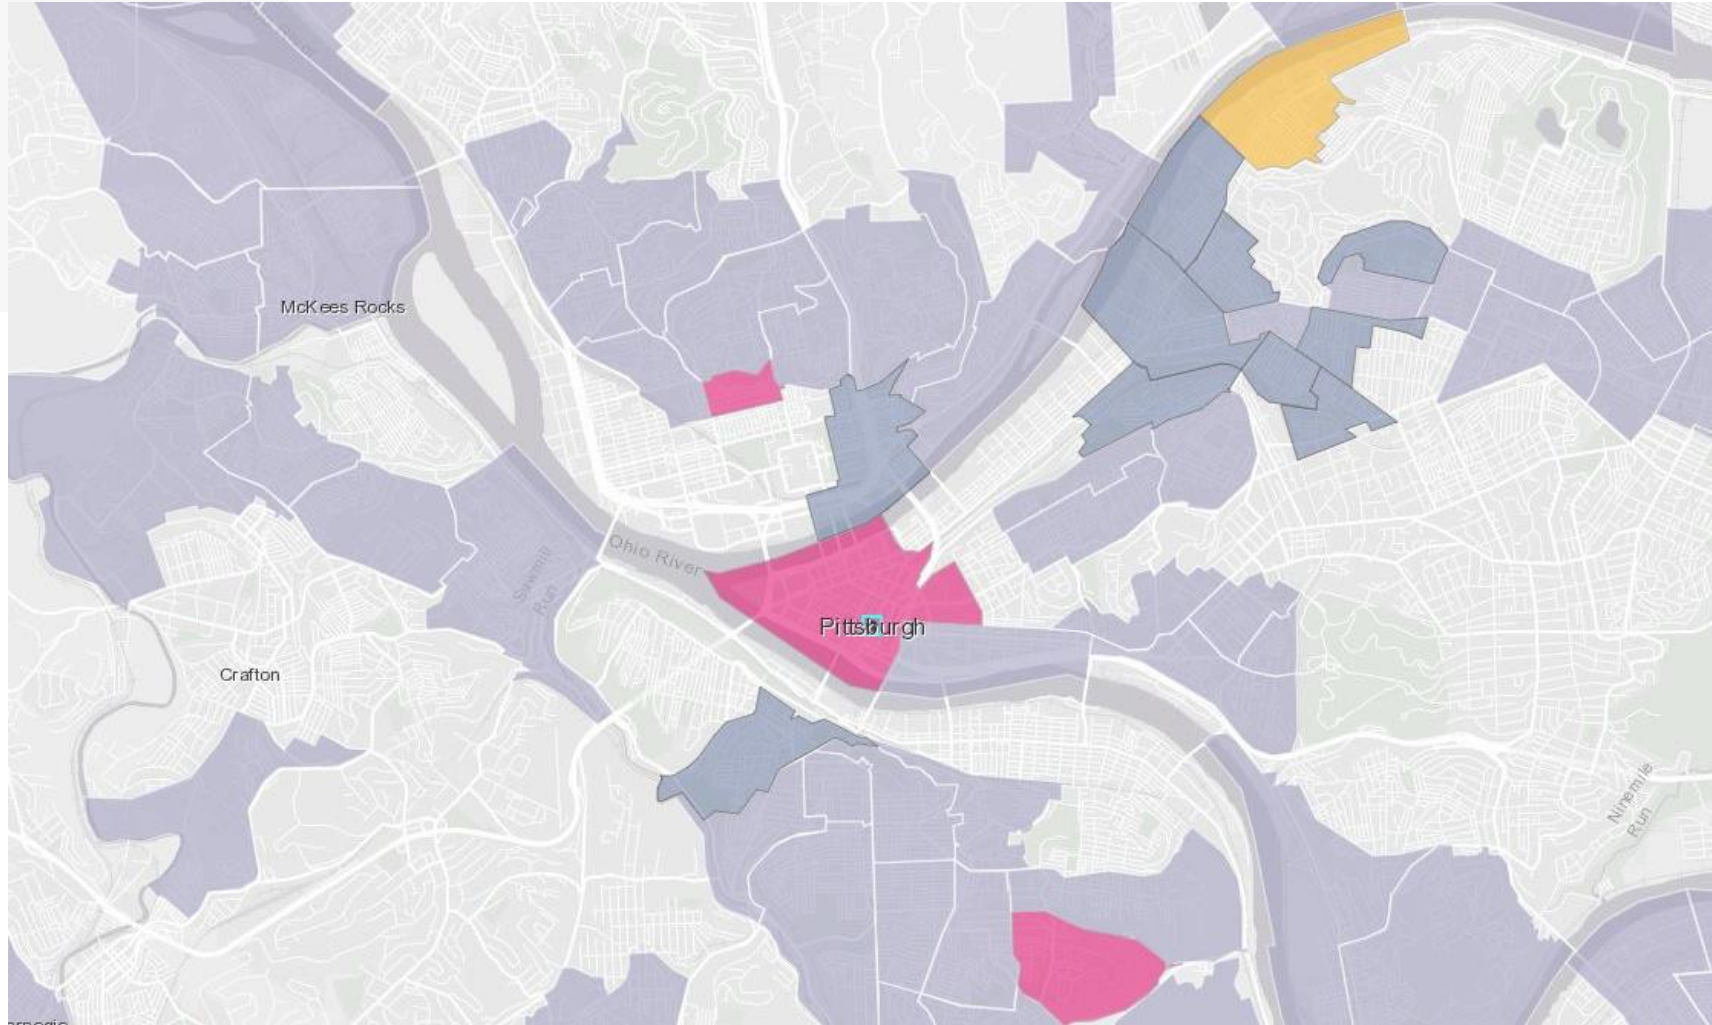 McKees Rocks
Ohio River
Sawmill
Run
Pittsburgh
Crafton
Ninemile
Run